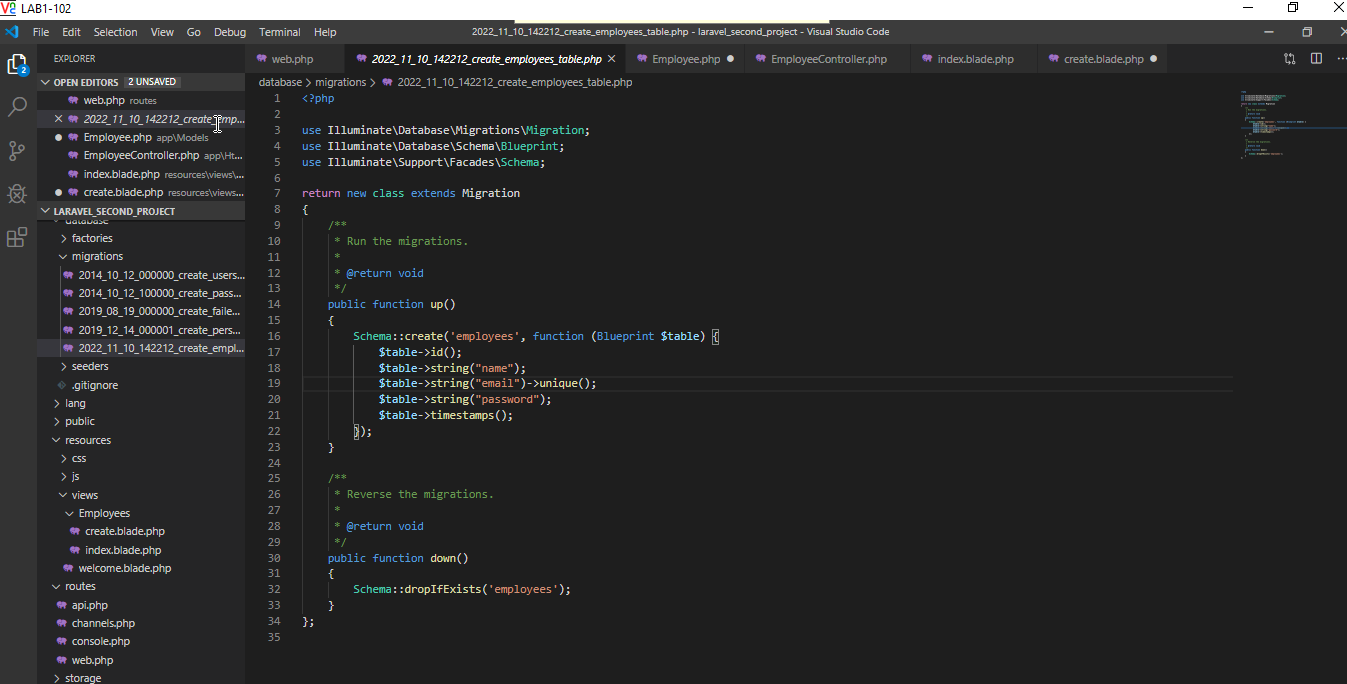 LAB1-102
File Edit Selection View Go Debug Terminal Help
2022_11_10_142212_create_employees_table.php - laravel_second_project - Visual Studio Code
EXPLORER
OPEN EDITORS 2 UNSAVED
web.php routes
2022_11_10_142212_create_emp...
Employee.php app\Models
EmployeeController.php app\Ht...
index.blade.php resources\views\...
create.blade.php resources\views...
LARAVEL_SECOND_PROJECT
database
factories
migrations
2014_10_12_000000_create_users...
2014_10_12_100000_create_pass...
2019_08_19_000000_create_faile...
2019_12_14_000001_create_pers...
2022_11_10_142212_create_empl...
seeders
.gitignore
lang
public
resources
css
js
views
Employees
create.blade.php
index.blade.php
welcome.blade.php
routes
api.php
channels.php
console.php
web.php
storage
2
web.php 2022_11_10_142212_create_employees_table.php Employee.php EmployeeController.php index.blade.php create.blade.php
database > migrations > 2022_11_10_142212_create_employees_table.php
1 <?php
2
3 use Illuminate\Database\Migrations\Migration;
4 use Illuminate\Database\Schema\Blueprint;
5 use Illuminate\Support\Facades\Schema;
6
7 return new class extends Migration
8 {
9 /**
10 * Run the migrations.
11 *
12 * @return void
13 */
14 public function up()
15 {
16 Schema::create('employees', function (Blueprint $table) {
17 $table->id();
18 $table->string("name");
19 $table->string("email")->unique();
20 $table->string("password");
21 $table->timestamps();
22 });
23 }
24
25 /**
26 * Reverse the migrations.
27 *
28 * @return void
29 */
30 public function down()
31 {
32 Schema::dropIfExists('employees');
33 }
34 };
35